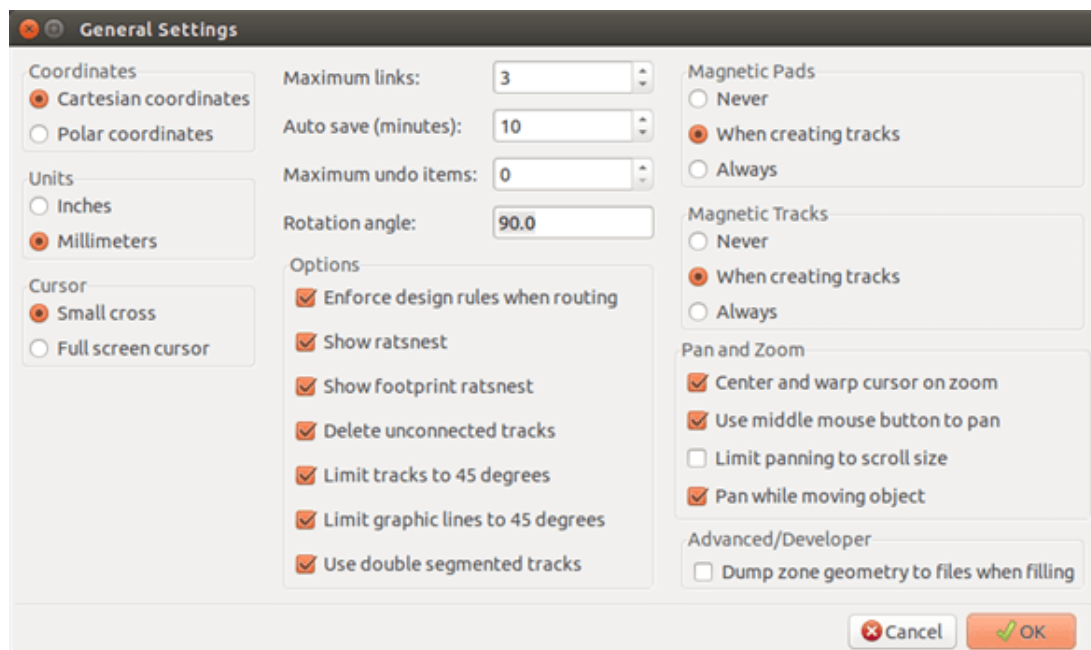 General Settings
Coordinates
Cartesian coordinates
Polar coordinates
Units
Inches
Millimeters
Cursor
Small cross
Full screen cursor
Maximum links: 3
Auto save (minutes): 10
Maximum undo items: 0
Rotation angle: 90.0
Options
Enforce design rules when routing
Show ratsnest
Show footprint ratsnest
Delete unconnected tracks
Limit tracks to 45 degrees
Limit graphic lines to 45 degrees
Use double segmented tracks
Magnetic Pads
Never
When creating tracks
Always
Magnetic Tracks
Never
When creating tracks
Always
Pan and Zoom
Center and warp cursor on zoom
Use middle mouse button to pan
Limit panning to scroll size
Pan while moving object
Advanced/Developer
Dump zone geometry to files when filling
Cancel
OK